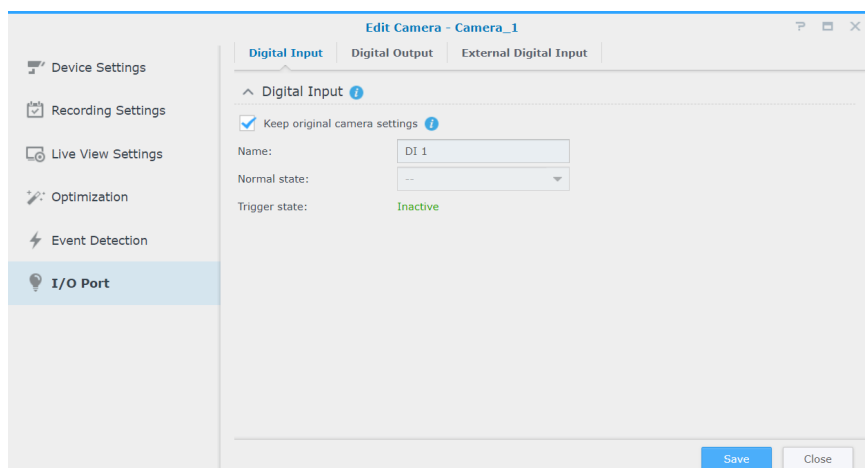 Edit Camera - Camera_1
Device Settings
Recording Settings
Live View Settings
Optimization
Event Detection
I/O Port
Digital Input Digital Output External Digital Input
Digital Input
Keep original camera settings
Name: DI 1
Normal state: --
Trigger state: Inactive
Save Close